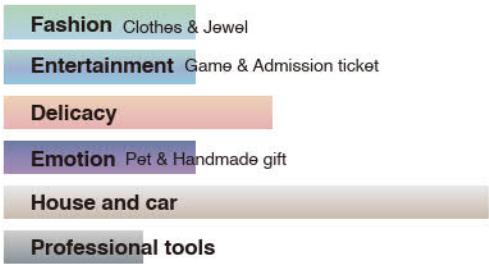 Fashion Clothes & Jewel
Entertainment Game & Admission ticket
Delicacy
Emotion Pet & Handmade gift
House and car
Professional tools